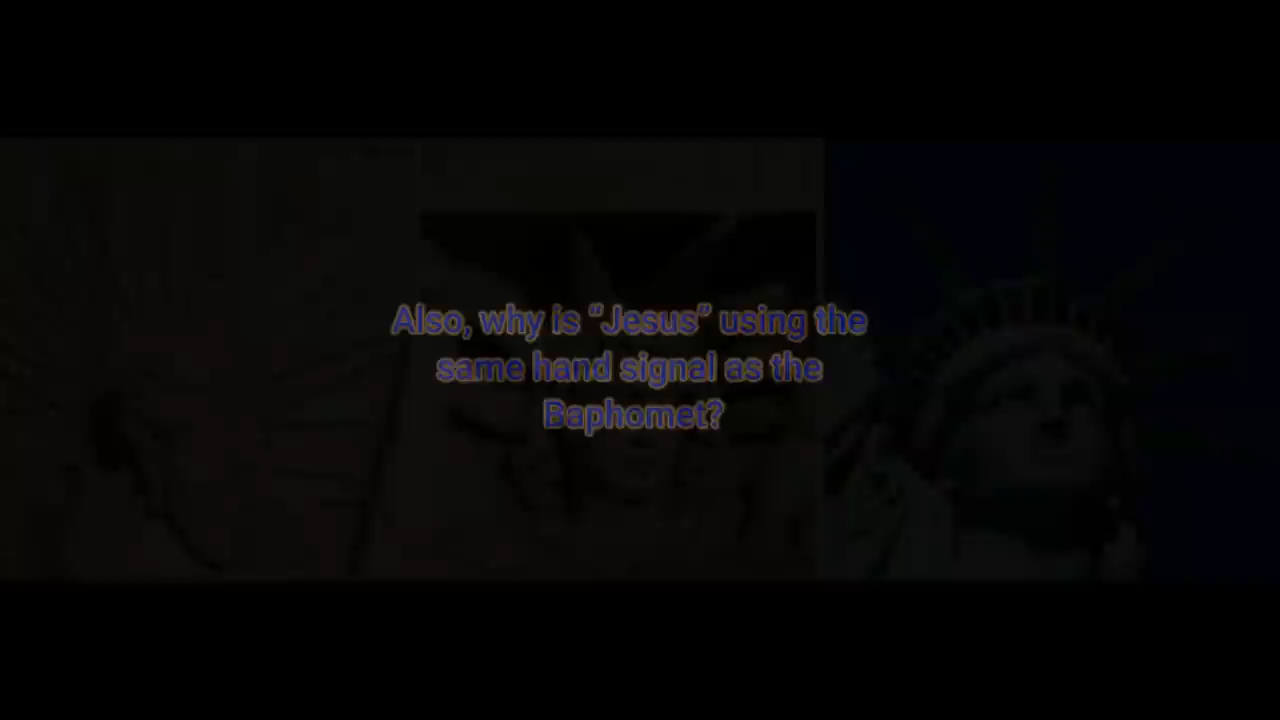 Also, why is “Jesus” using the
same hand signal as the
Baphomet?